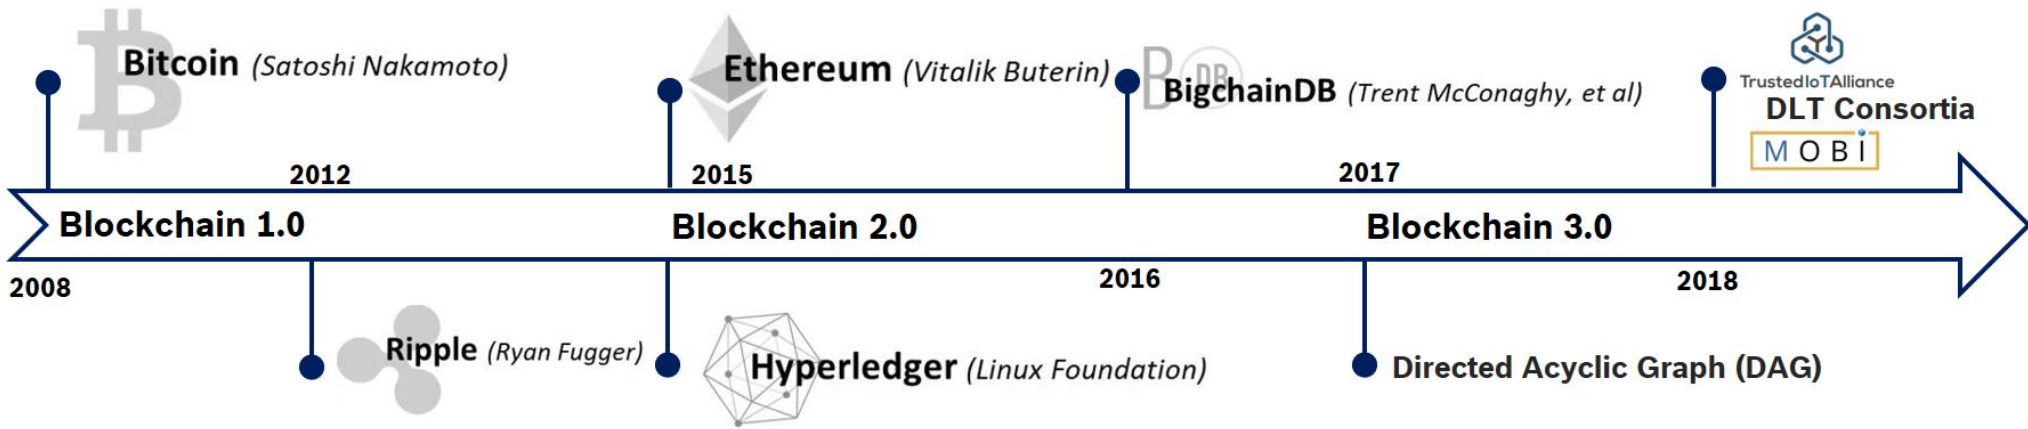 Bitcoin (Satoshi Nakamoto)
Ethereum (Vitalik Buterin)
B DB
BigchainDB (Trent McConaghy, et al)
TrustedIoTAlliance
DLT Consortia
MOBI
2012
2015
2017
Blockchain 1.0
Blockchain 2.0
Blockchain 3.0
2008
2016
2018
Ripple (Ryan Fugger)
Hyperledger (Linux Foundation)
Directed Acyclic Graph (DAG)